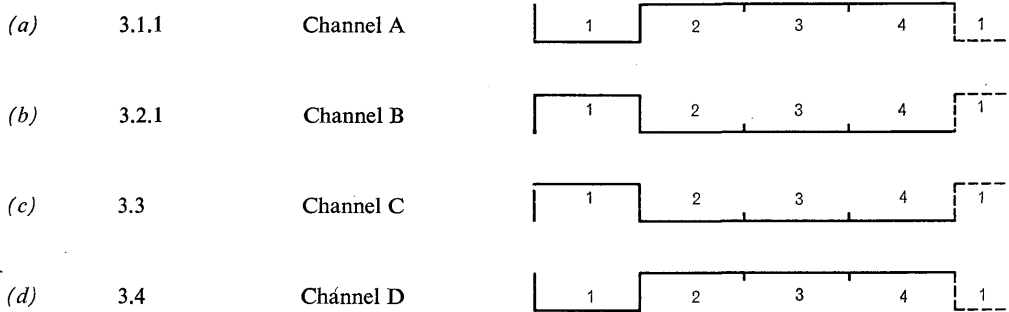 (a) 3.1.1 Channel A 1 2 3 4 1
(b) 3.2.1 Channel B 1 2 3 4 1
(c) 3.3 Channel C 1 2 3 4 1
(d) 3.4 Channel D 1 2 3 4 1